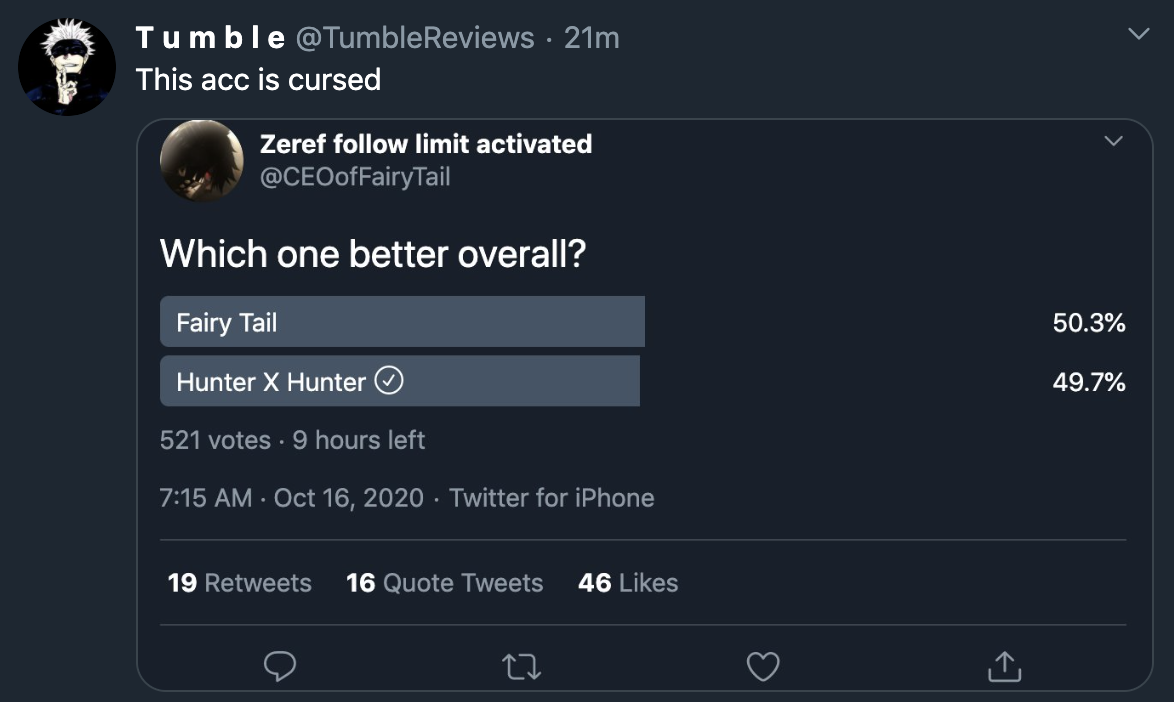 T u m b l e @TumbleReviews · 21m
This acc is cursed
Zeref follow limit activated
@CEOofFairyTail
Which one better overall?
Fairy Tail 50.3%
Hunter X Hunter 49.7%
521 votes · 9 hours left
7:15 AM · Oct 16, 2020 · Twitter for iPhone
19 Retweets 16 Quote Tweets 46 Likes